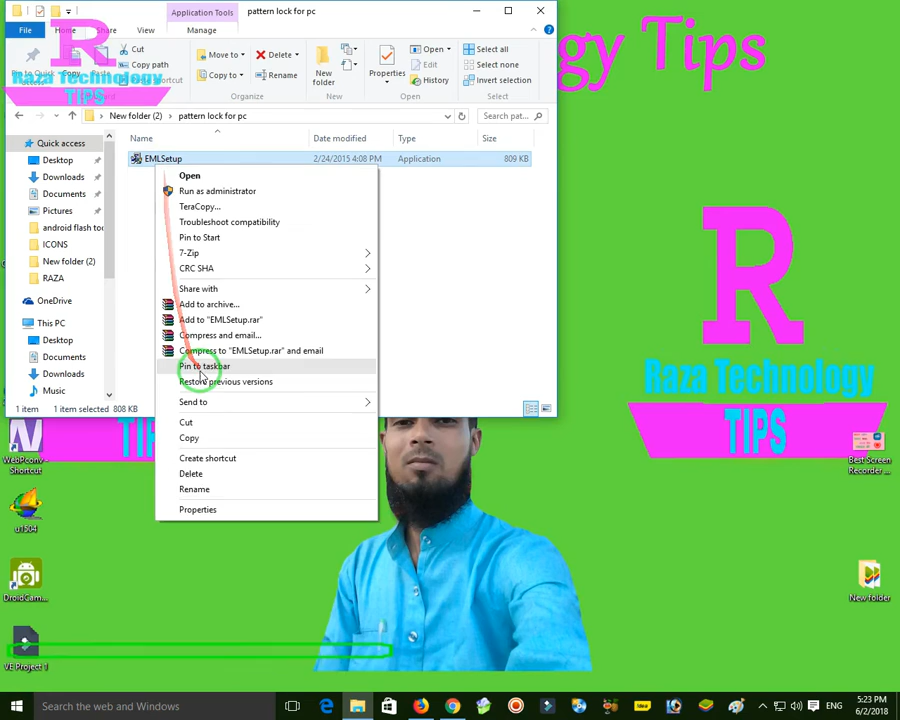 Application Tools
pattern lock for pc
File
Home
Share
View
Manage
Cut
Copy path
Move to
Copy to
Delete
Rename
New
folder
Properties
Open
Edit
History
Select all
Select none
Invert selection
Organize
New
Open
Select
R
Raza Technology
TIPS
gy Tips
New folder (2)
pattern lock for pc
Search pat...
Name
Date modified
Type
Size
Quick access
Desktop
Downloads
Documents
Pictures
android flash too
ICONS
New folder (2)
RAZA
OneDrive
This PC
Desktop
Documents
Downloads
Music
EMLSetup
2/24/2015 4:08 PM
Application
809 KB
Open
Run as administrator
TeraCopy...
Troubleshoot compatibility
Pin to Start
7-Zip
CRC SHA
Share with
Add to archive...
Add to "EMLSetup.rar"
Compress and email...
Compress to "EMLSetup.rar" and email
Pin to taskbar
Restore previous versions
Send to
Cut
Copy
Create shortcut
Delete
Rename
Properties
1 item
1 item selected
808 KB
R
Raza Technology
TIPS
WebPconv -
Shortcut
u1504
DroidCam...
VE Project 1
Best Screen
Recorder ...
New folder
Search the web and Windows
ENG
5:23 PM
6/2/2018